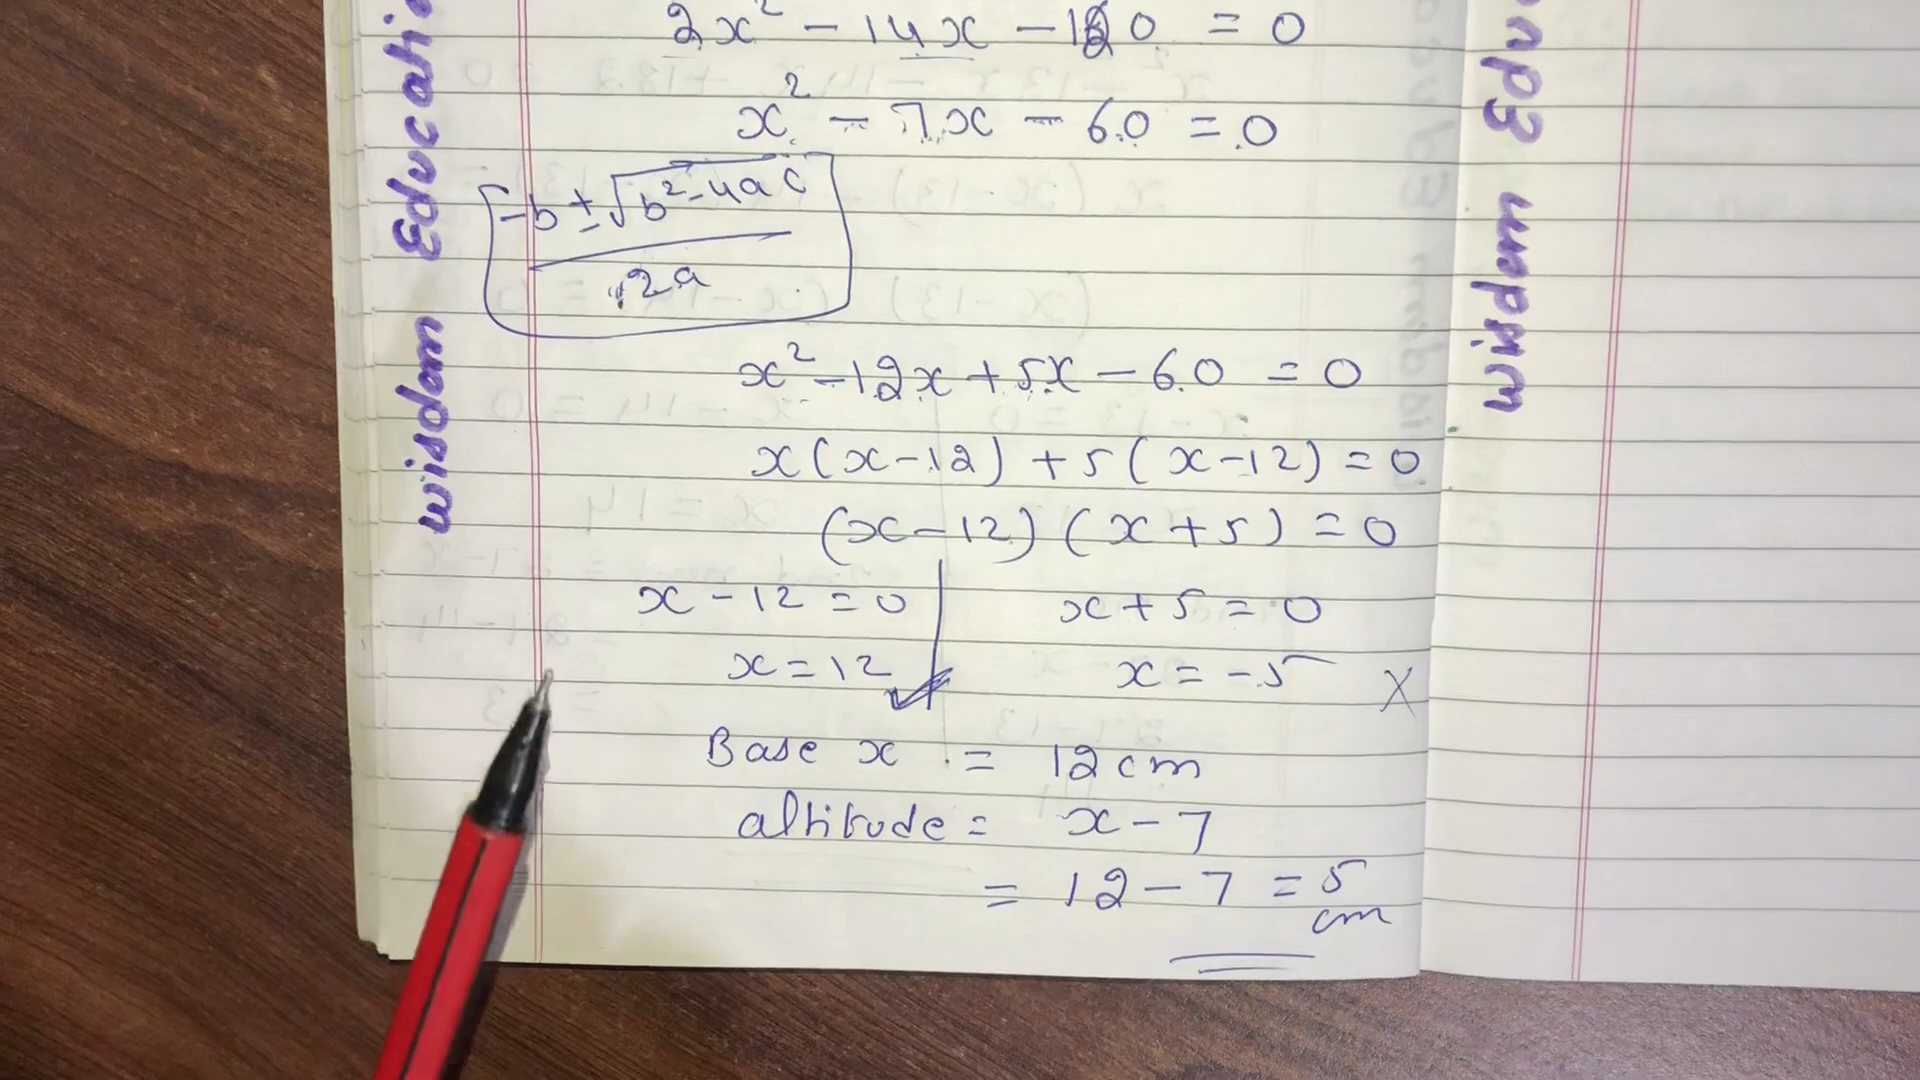 2x² - 14x - 120 = 0
x² - 7x - 60 = 0
-b ± √b² - 4ac
2a
x² - 12x + 5x - 60 = 0
x(x - 12) + 5(x - 12) = 0
(x - 12) (x + 5) = 0
x - 12 = 0 x + 5 = 0
x = 12 x = -5 X
Base x = 12 cm
altitude = x - 7
= 12 - 7 = 5
cm
wisdom Educati
wisdom Edu